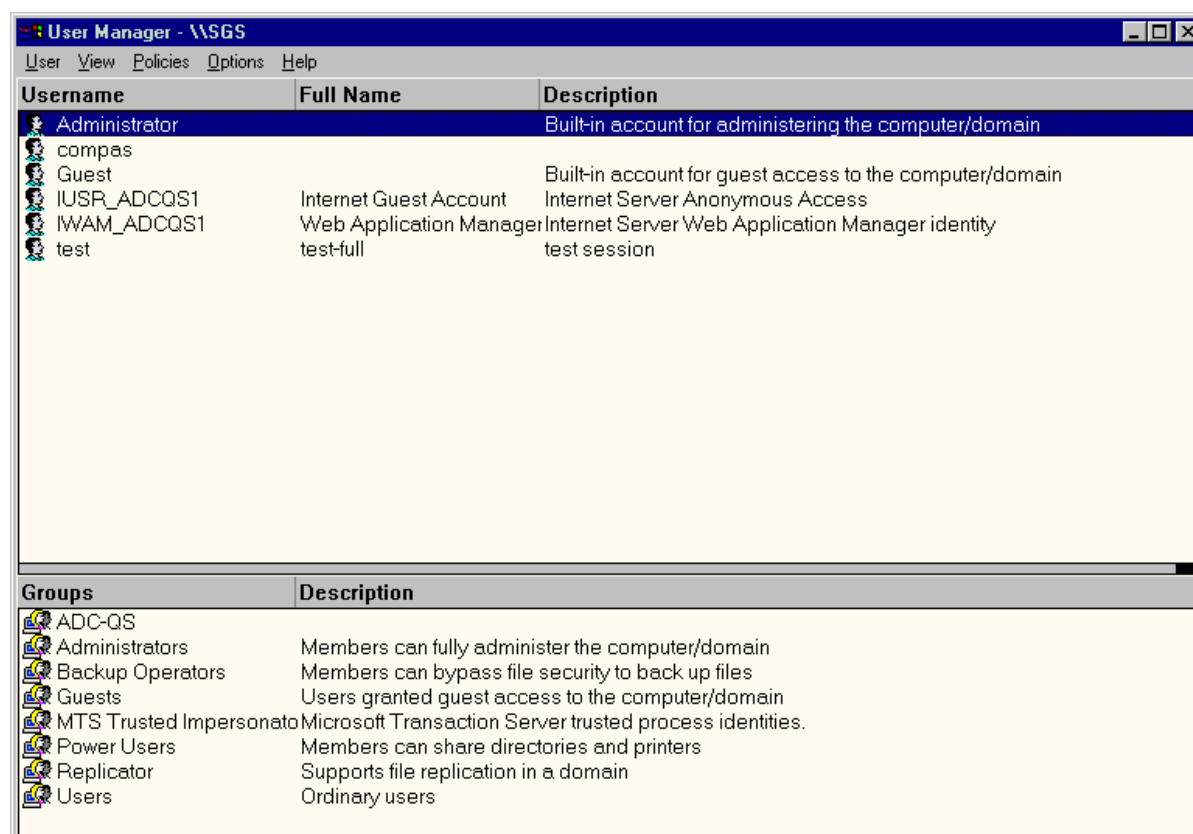 User Manager - \\SGS
User View Policies Options Help
Username Full Name Description
Administrator Built-in account for administering the computer/domain
compas
Guest Built-in account for guest access to the computer/domain
IUSR_ADCQS1 Internet Guest Account Internet Server Anonymous Access
IWAM_ADCQS1 Web Application Manager Internet Server Web Application Manager identity
test test-full test session
Groups Description
ADC-QS
Administrators Members can fully administer the computer/domain
Backup Operators Members can bypass file security to back up files
Guests Users granted guest access to the computer/domain
MTS Trusted Impersonato Microsoft Transaction Server trusted process identities.
Power Users Members can share directories and printers
Replicator Supports file replication in a domain
Users Ordinary users